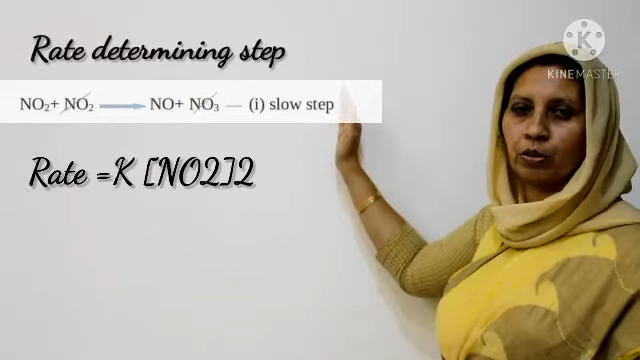 Rate determining step
NO₂+ NO₂ ⟶ NO+ NO₃ — (i) slow step
Rate =K [NO2]2
K
KINEMASTER